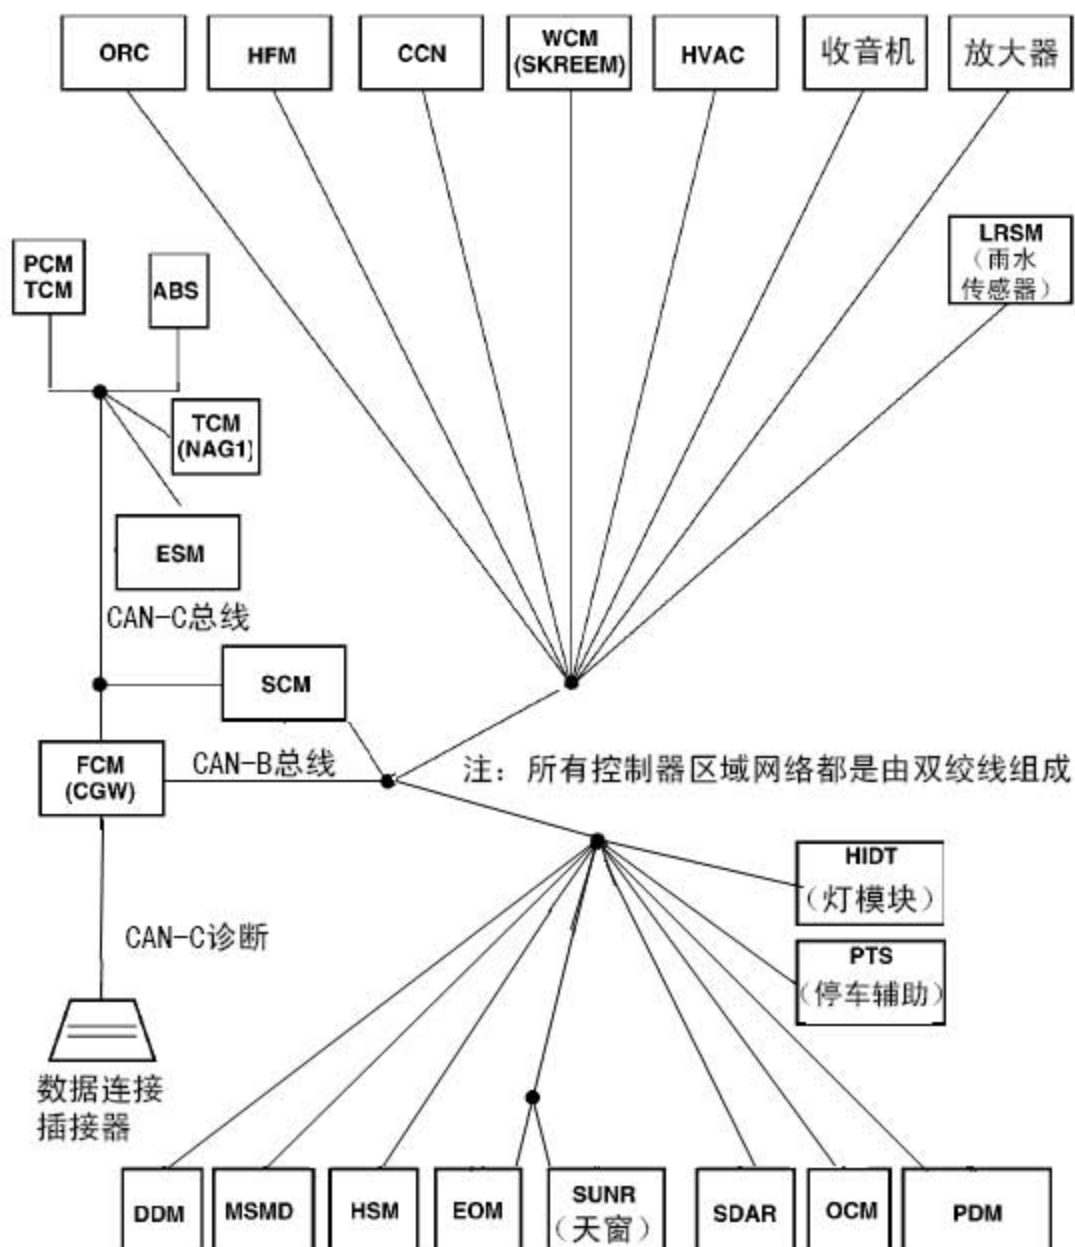 ORC
HFM
CCN
WCM
(SKREEM)
HVAC
收音机
放大器
LRSM
（雨水
传感器）
PCM
TCM
ABS
TCM
(NAG1)
ESM
CAN-C总线
SCM
FCM
(CGW)
CAN-B总线
注：所有控制器区域网络都是由双绞线组成
HIDT
（灯模块）
PTS
（停车辅助）
CAN-C诊断
数据连接
插接器
DDM
MSMD
HSM
EOM
SUNR
（天窗）
SDAR
OCM
PDM